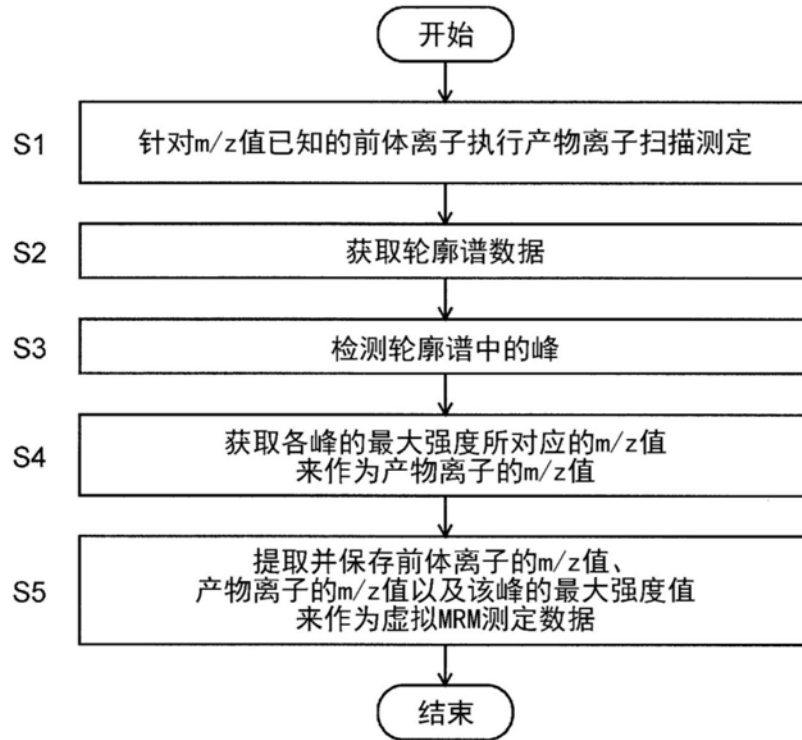 开始
S1
针对m/z值已知的前体离子执行产物离子扫描测定
S2
获取轮廓谱数据
S3
检测轮廓谱中的峰
S4
获取各峰的最大强度所对应的m/z值
来作为产物离子的m/z值
S5
提取并保存前体离子的m/z值、
产物离子的m/z值以及该峰的最大强度值
来作为虚拟MRM测定数据
结束